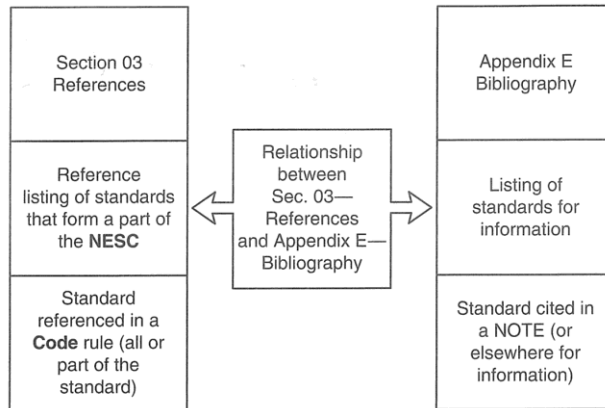 Section 03
References
Reference
listing of standards
that form a part of
the NESC
Standard
referenced in a
Code rule (all or
part of the
standard)
Relationship
between
Sec. 03—
References
and Appendix E—
Bibliography
Appendix E
Bibliography
Listing of
standards for
information
Standard cited in
a NOTE (or
elsewhere for
information)